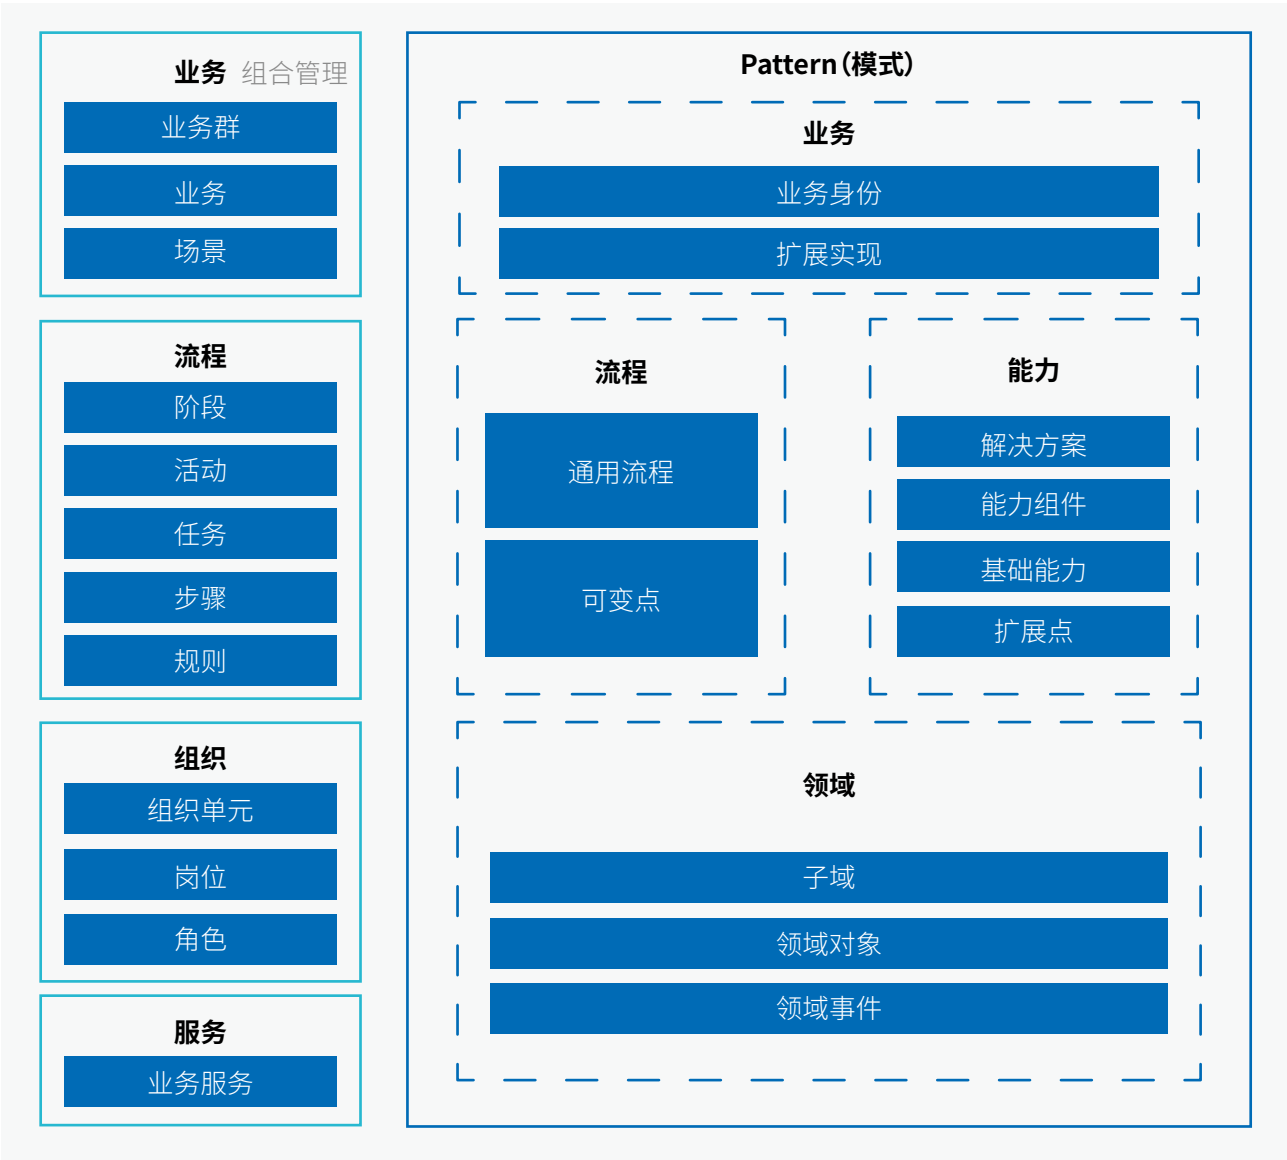 业务 组合管理
业务群
业务
场景
流程
阶段
活动
任务
步骤
规则
组织
组织单元
岗位
角色
服务
业务服务
Pattern（模式）
业务
业务身份
扩展实现
流程
通用流程
可变点
能力
解决方案
能力组件
基础能力
扩展点
领域
子域
领域对象
领域事件